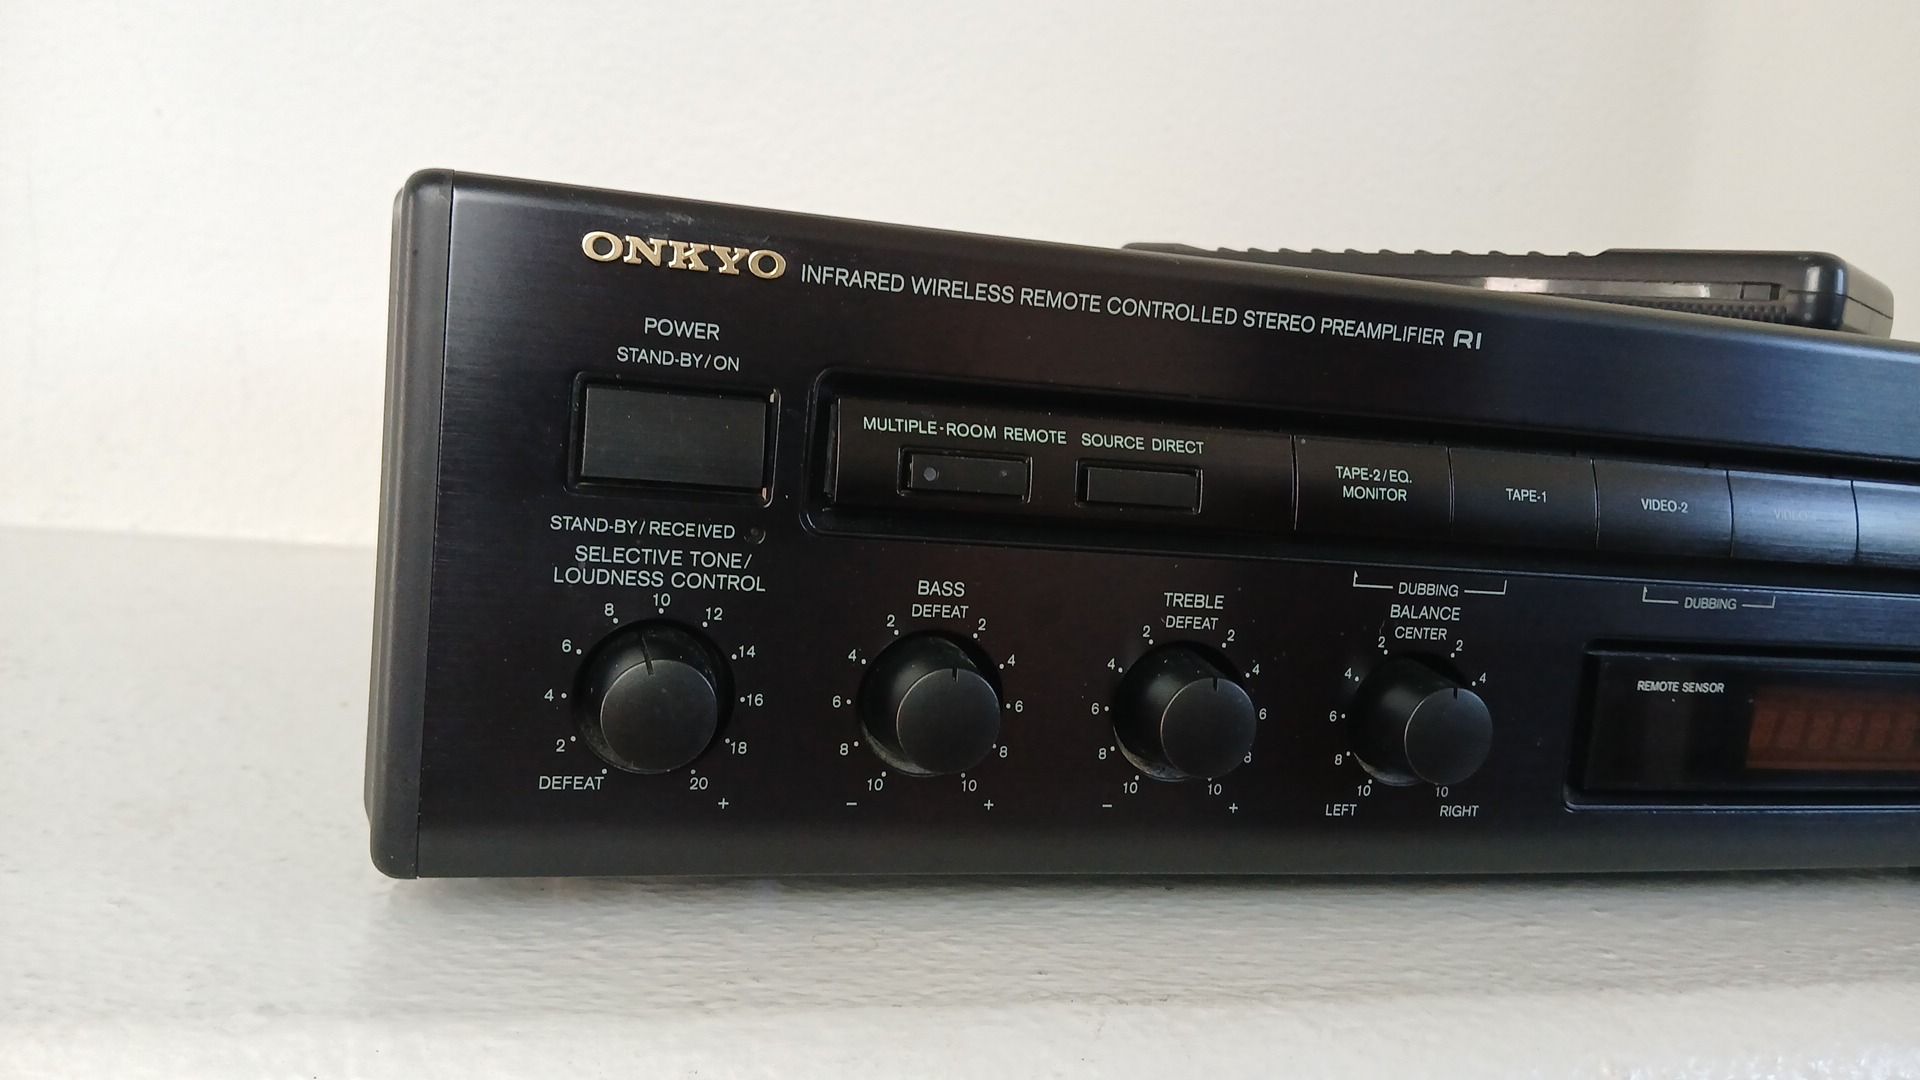 ONKYO INFRARED WIRELESS REMOTE CONTROLLED STEREO PREAMPLIFIER RI
POWER
STAND-BY/ON
MULTIPLE-ROOM REMOTE SOURCE DIRECT
TAPE-2/EQ.
MONITOR
TAPE-1
VIDEO-2
STAND-BY/RECEIVED
SELECTIVE TONE/
LOUDNESS CONTROL
DEFEAT
2
4
6
8
10
12
14
16
18
20
+
BASS
DEFEAT
2 2
4 4
6 6
8 8
10 10
− +
TREBLE
DEFEAT
2 2
4 4
6 6
8 8
10 10
− +
DUBBING
BALANCE
CENTER
2 2
4 4
6
8
10 10
LEFT RIGHT
DUBBING
REMOTE SENSOR